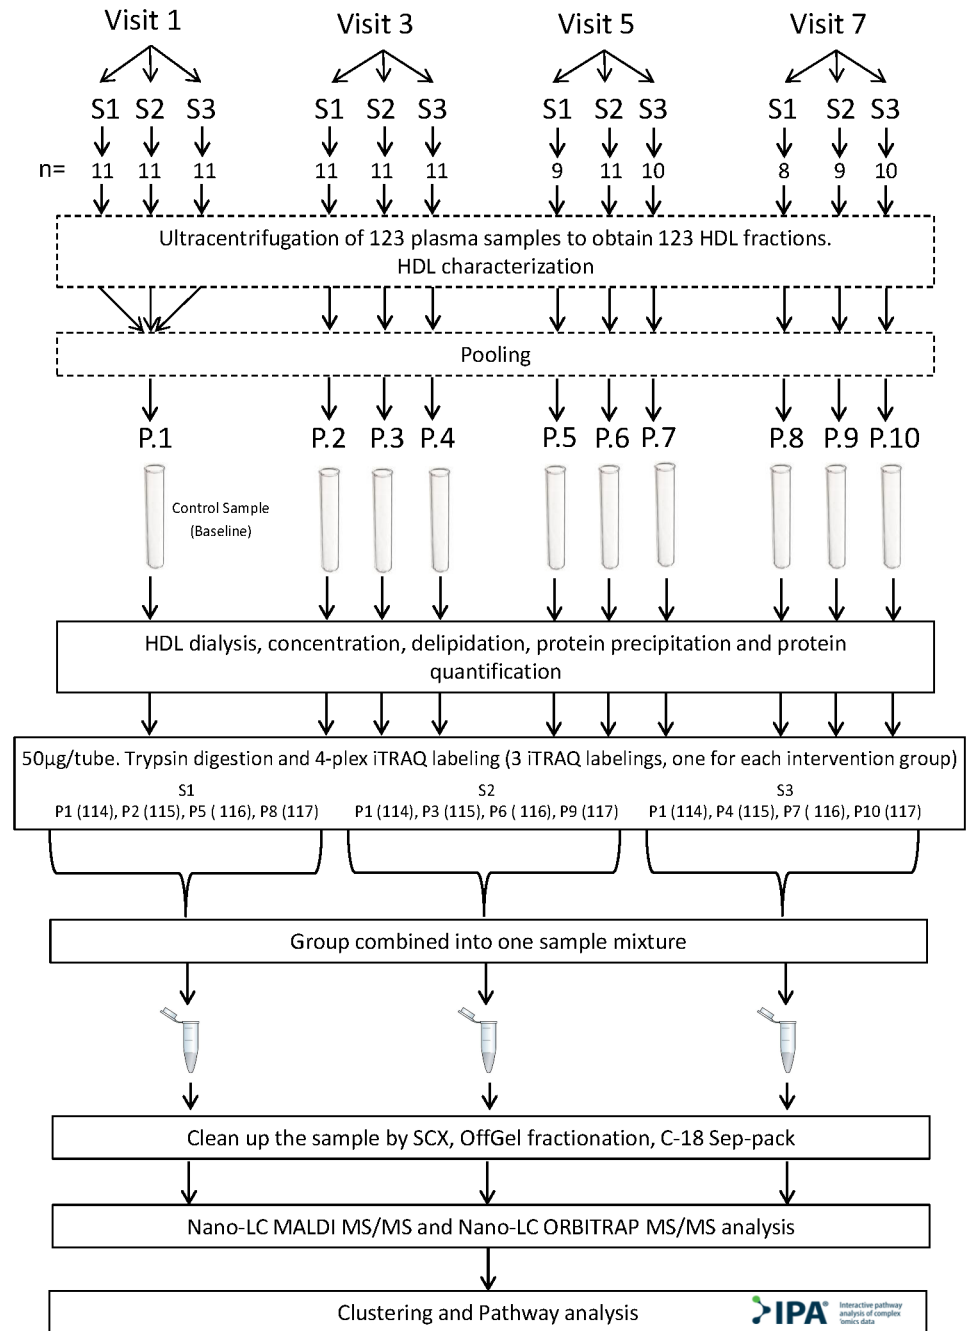 Visit 1 Visit 3 Visit 5 Visit 7
S1 S2 S3 S1 S2 S3 S1 S2 S3 S1 S2 S3
n= 11 11 11 11 11 11 9 11 10 8 9 10
Ultracentrifugation of 123 plasma samples to obtain 123 HDL fractions.
HDL characterization
Pooling
P.1 P.2 P.3 P.4 P.5 P.6 P.7 P.8 P.9 P.10
Control Sample
(Baseline)
HDL dialysis, concentration, delipidation, protein precipitation and protein
quantification
50μg/tube. Trypsin digestion and 4-plex iTRAQ labeling (3 iTRAQ labelings, one for each intervention group)
S1 S2 S3
P1 (114), P2 (115), P5 ( 116), P8 (117) P1 (114), P3 (115), P6 ( 116), P9 (117) P1 (114), P4 (115), P7 ( 116), P10 (117)
Group combined into one sample mixture
Clean up the sample by SCX, OffGel fractionation, C-18 Sep-pack
Nano-LC MALDI MS/MS and Nano-LC ORBITRAP MS/MS analysis
Clustering and Pathway analysis
IPA®
Interactive pathway
analysis of complex
'omics data